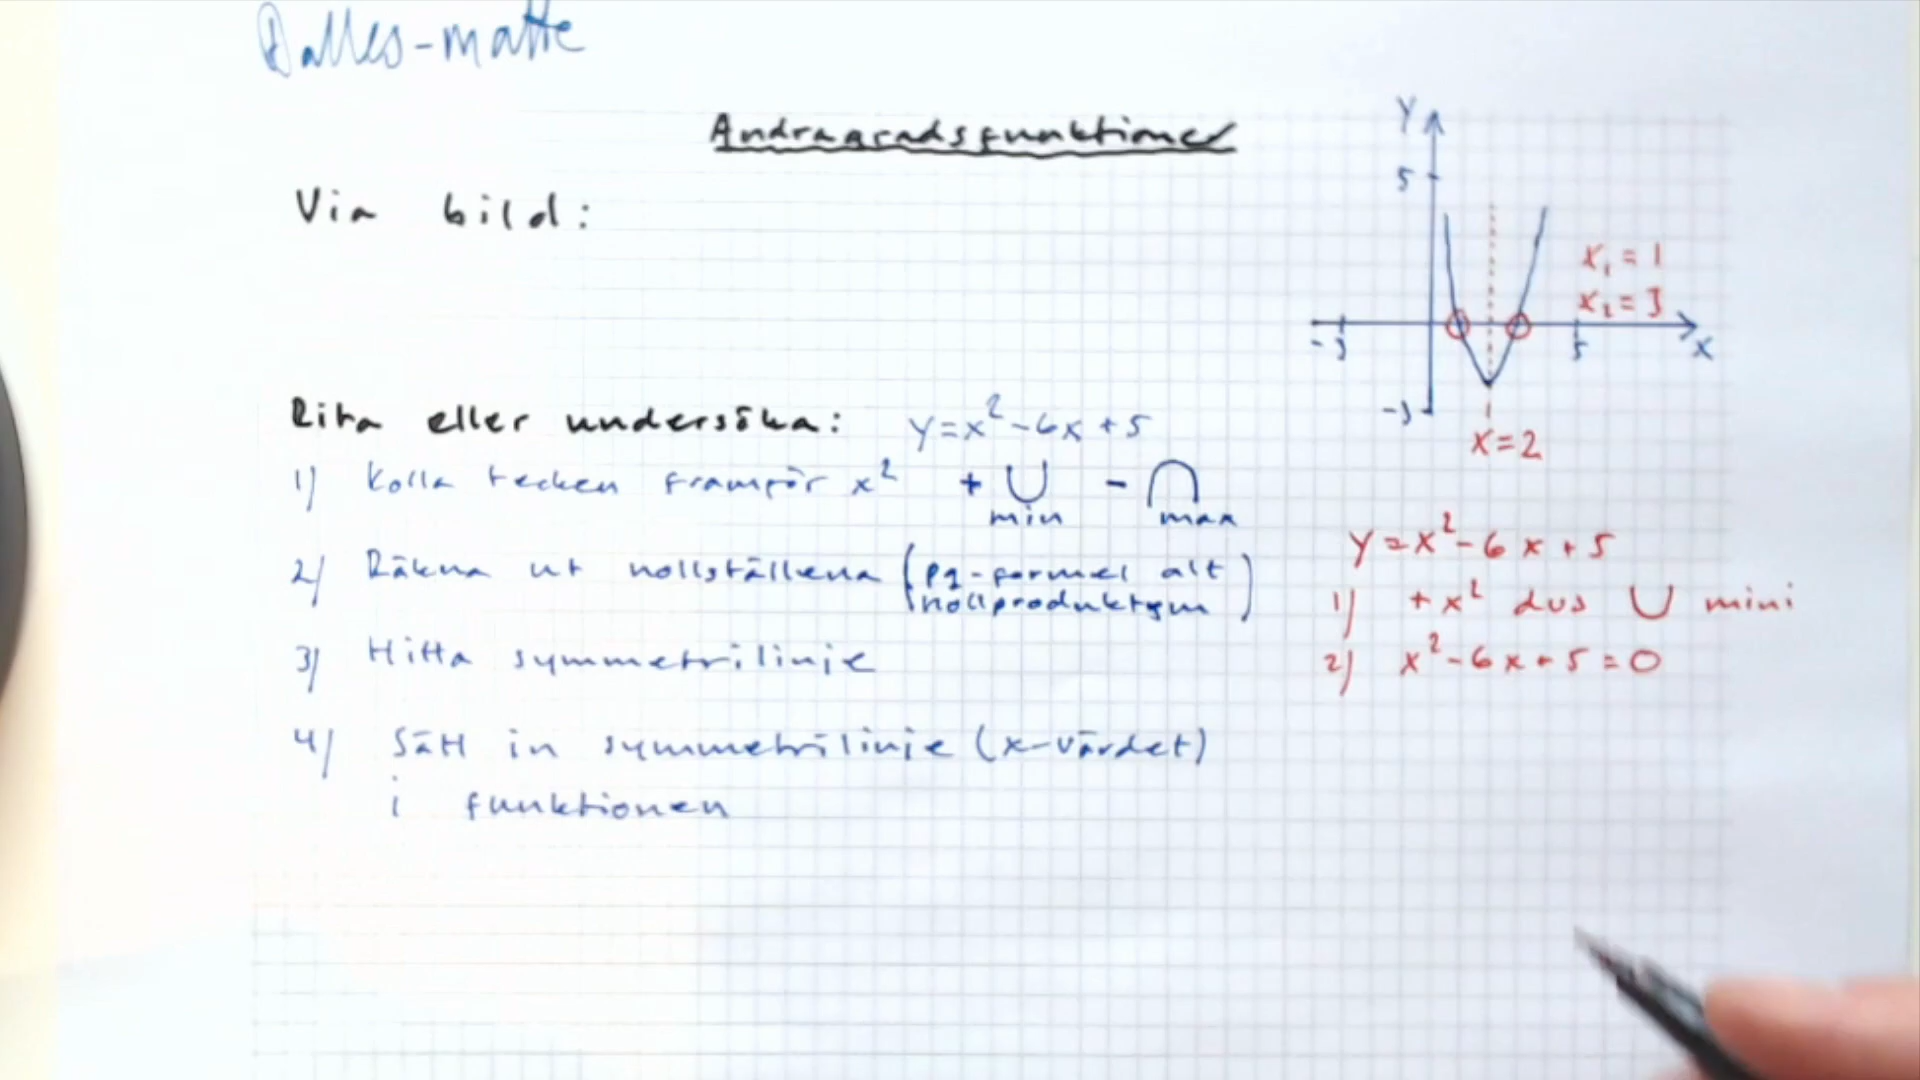 Dalles-matte
Andragradsfunktioner
Via bild:
Y
5
x₁ = 1
x₂ = 3
-3
5
x
-3
x = 2
Rita eller undersöka: y=x²-6x+5
1) Kolla tecken framför x² + ∪ - ∩
min max
2) Räkna ut nollställena (pq-formel alt
nollproduktsm)
3) Hitta symmetrilinje
4) Sätt in symmetrilinje (x-värdet)
i funktionen
y = x² - 6x + 5
1) + x² dvs ∪ mini
2) x² - 6x + 5 = 0